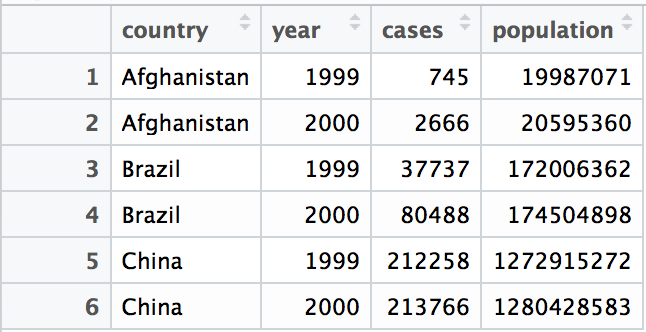 country year cases population
1 Afghanistan 1999 745 19987071
2 Afghanistan 2000 2666 20595360
3 Brazil 1999 37737 172006362
4 Brazil 2000 80488 174504898
5 China 1999 212258 1272915272
6 China 2000 213766 1280428583